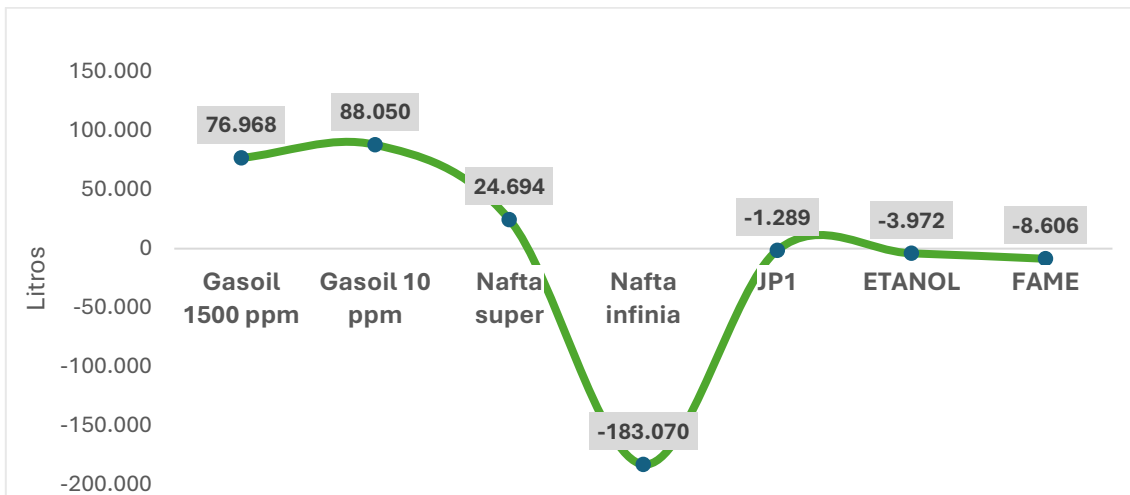 150.000
100.000
50.000
0
-50.000
-100.000
-150.000
-200.000
Litros
76.968
88.050
24.694
-183.070
-1.289
-3.972
-8.606
Gasoil
1500 ppm
Gasoil 10
ppm
Nafta
super
Nafta
infinia
JP1
ETANOL
FAME